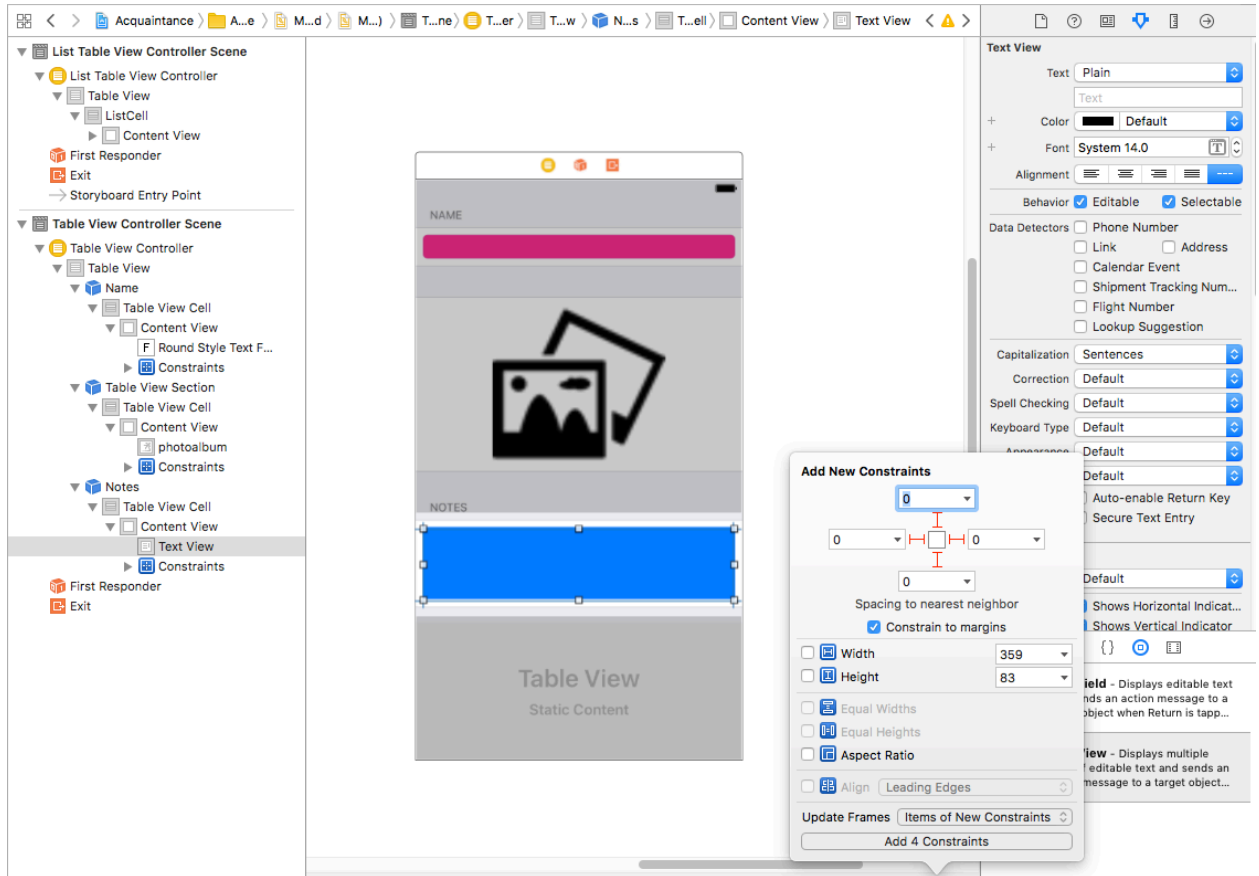 Acquaintance A...e M...d M...) T...ne) T...er T...w N...s T...ell Content View Text View
List Table View Controller Scene
List Table View Controller
Table View
ListCell
Content View
First Responder
Exit
Storyboard Entry Point
Table View Controller Scene
Table View Controller
Table View
Name
Table View Cell
Content View
F Round Style Text F...
Constraints
Table View Section
Table View Cell
Content View
photoalbum
Constraints
Notes
Table View Cell
Content View
Text View
Constraints
First Responder
Exit
NAME
NOTES
Table View
Static Content
Add New Constraints
0
0 0
0
Spacing to nearest neighbor
Constrain to margins
Width 359
Height 83
Equal Widths
Equal Heights
Aspect Ratio
Align Leading Edges
Update Frames Items of New Constraints
Add 4 Constraints
Text View
Text Plain
Text
+ Color Default
+ Font System 14.0 T
Alignment
Behavior Editable Selectable
Data Detectors Phone Number
Link Address
Calendar Event
Shipment Tracking Num...
Flight Number
Lookup Suggestion
Capitalization Sentences
Correction Default
Spell Checking Default
Keyboard Type Default
Appearance Default
Default
Auto-enable Return Key
Secure Text Entry
Default
Shows Horizontal Indicat...
Shows Vertical Indicator
{}
ield - Displays editable text
nds an action message to a
object when Return is tapp...
iew - Displays multiple
f editable text and sends an
message to a target object...